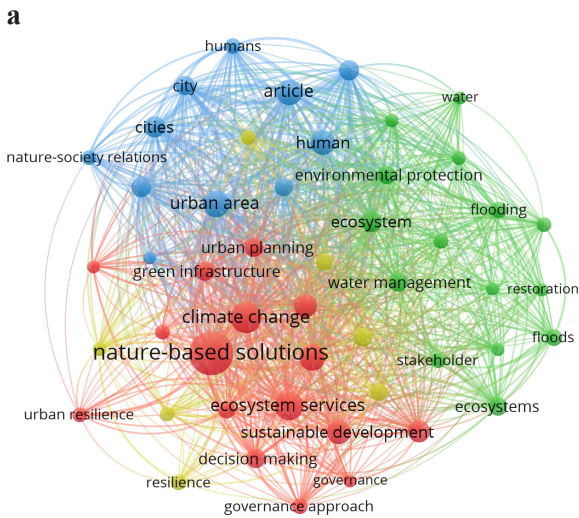 a
humans
city
article
water
cities
human
nature-society relations
environmental protection
urban area
flooding
ecosystem
urban planning
green infrastructure
water management
restoration
climate change
floods
nature-based solutions
stakeholder
ecosystem services
ecosystems
urban resilience
sustainable development
decision making
resilience
governance
governance approach